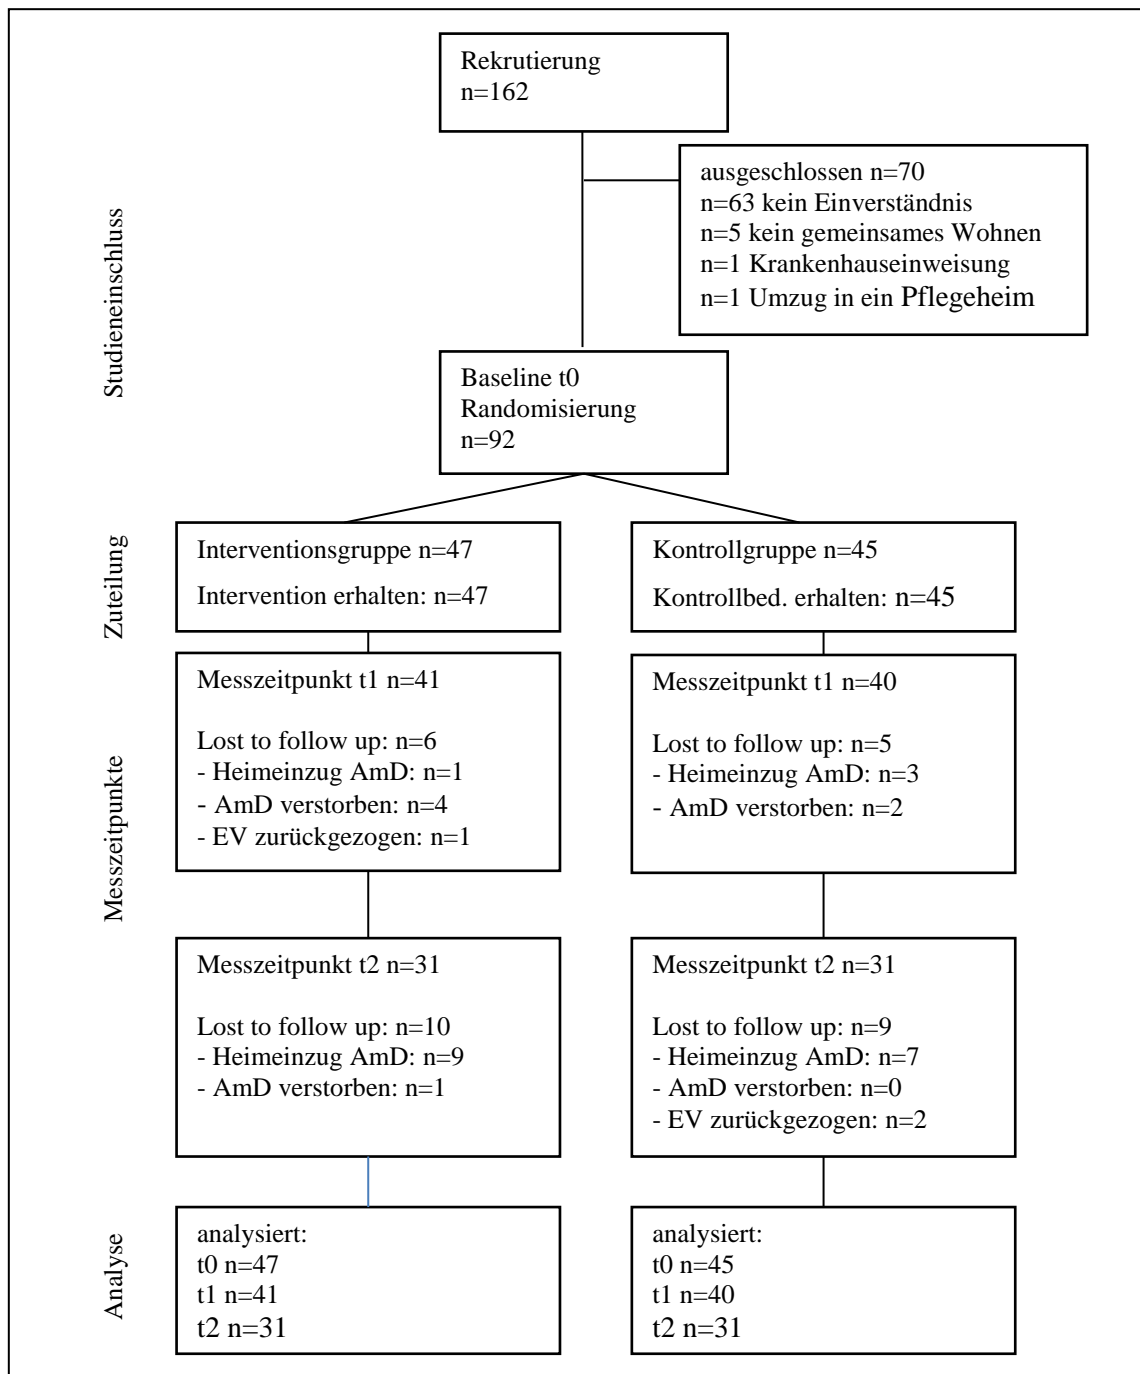 Rekrutierung
n=162
ausgeschlossen n=70
n=63 kein Einverständnis
n=5 kein gemeinsames Wohnen
n=1 Krankenhauseinweisung
n=1 Umzug in ein Pflegeheim
Studieneinschluss
Baseline t0
Randomisierung
n=92
Zuteilung
Interventionsgruppe n=47
Intervention erhalten: n=47
Kontrollgruppe n=45
Kontrollbed. erhalten: n=45
Messzeitpunkte
Messzeitpunkt t1 n=41
Lost to follow up: n=6
- Heimeinzug AmD: n=1
- AmD verstorben: n=4
- EV zurückgezogen: n=1
Messzeitpunkt t1 n=40
Lost to follow up: n=5
- Heimeinzug AmD: n=3
- AmD verstorben: n=2
Messzeitpunkt t2 n=31
Lost to follow up: n=10
- Heimeinzug AmD: n=9
- AmD verstorben: n=1
Messzeitpunkt t2 n=31
Lost to follow up: n=9
- Heimeinzug AmD: n=7
- AmD verstorben: n=0
- EV zurückgezogen: n=2
Analyse
analysiert:
t0 n=47
t1 n=41
t2 n=31
analysiert:
t0 n=45
t1 n=40
t2 n=31